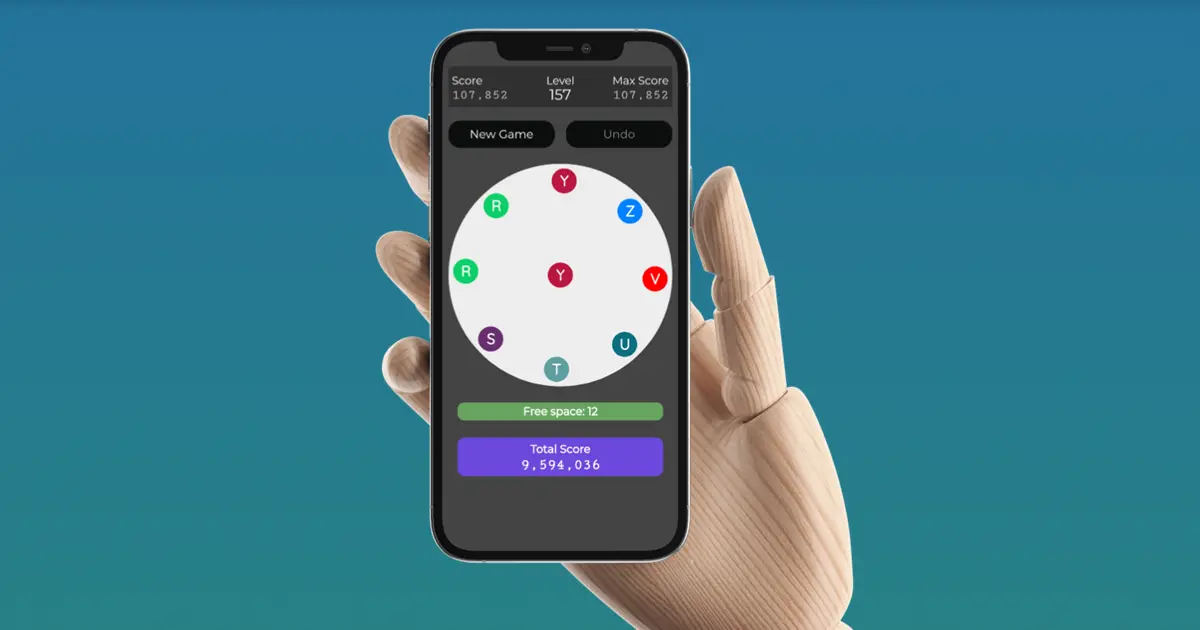 Score Level Max Score
107,852 157 107,852
New Game Undo
Y
R
Z
R
Y
V
S
U
T
Free space: 12
Total Score
9,594,036